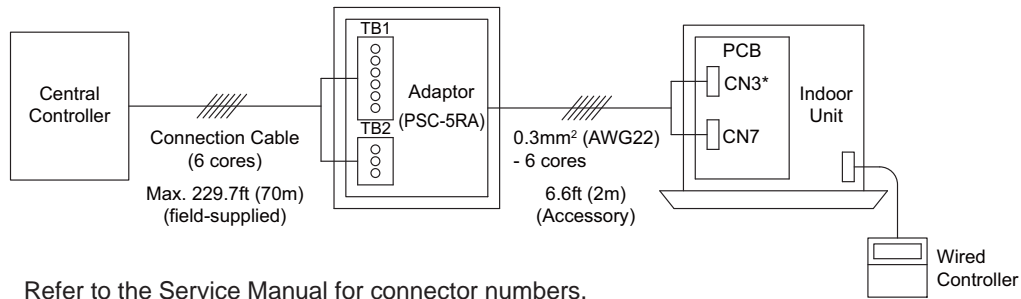 Central
Controller
Connection Cable
(6 cores)
Max. 229.7ft (70m)
(field-supplied)
TB1
TB2
Adaptor
(PSC-5RA)
0.3mm² (AWG22)
- 6 cores
6.6ft (2m)
(Accessory)
PCB
CN3*
CN7
Indoor
Unit
Wired
Controller
Refer to the Service Manual for connector numbers.